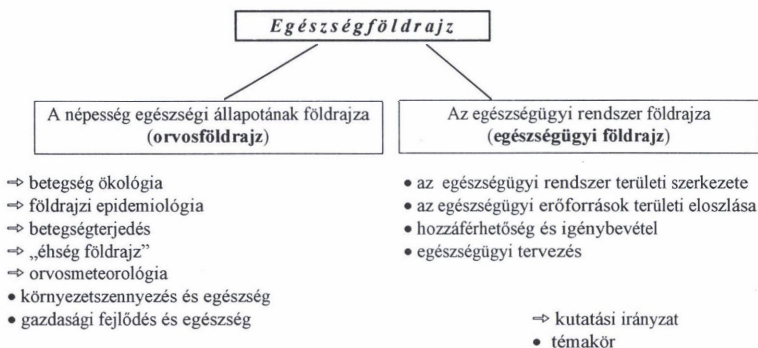 Egészségföldrajz
A népesség egészségi állapotának földrajza
(orvosföldrajz)
Az egészségügyi rendszer földrajza
(egészségügyi földrajz)
⇨ betegség ökológia
⇨ földrajzi epidemiológia
⇨ betegségterjedés
⇨ „éhség földrajz”
⇨ orvosmeteorológia
• környezetszennyezés és egészség
• gazdasági fejlődés és egészség
• az egészségügyi rendszer területi szerkezete
• az egészségügyi erőforrások területi eloszlása
• hozzáférhetőség és igénybevétel
• egészségügyi tervezés
⇨ kutatási irányzat
• témakör